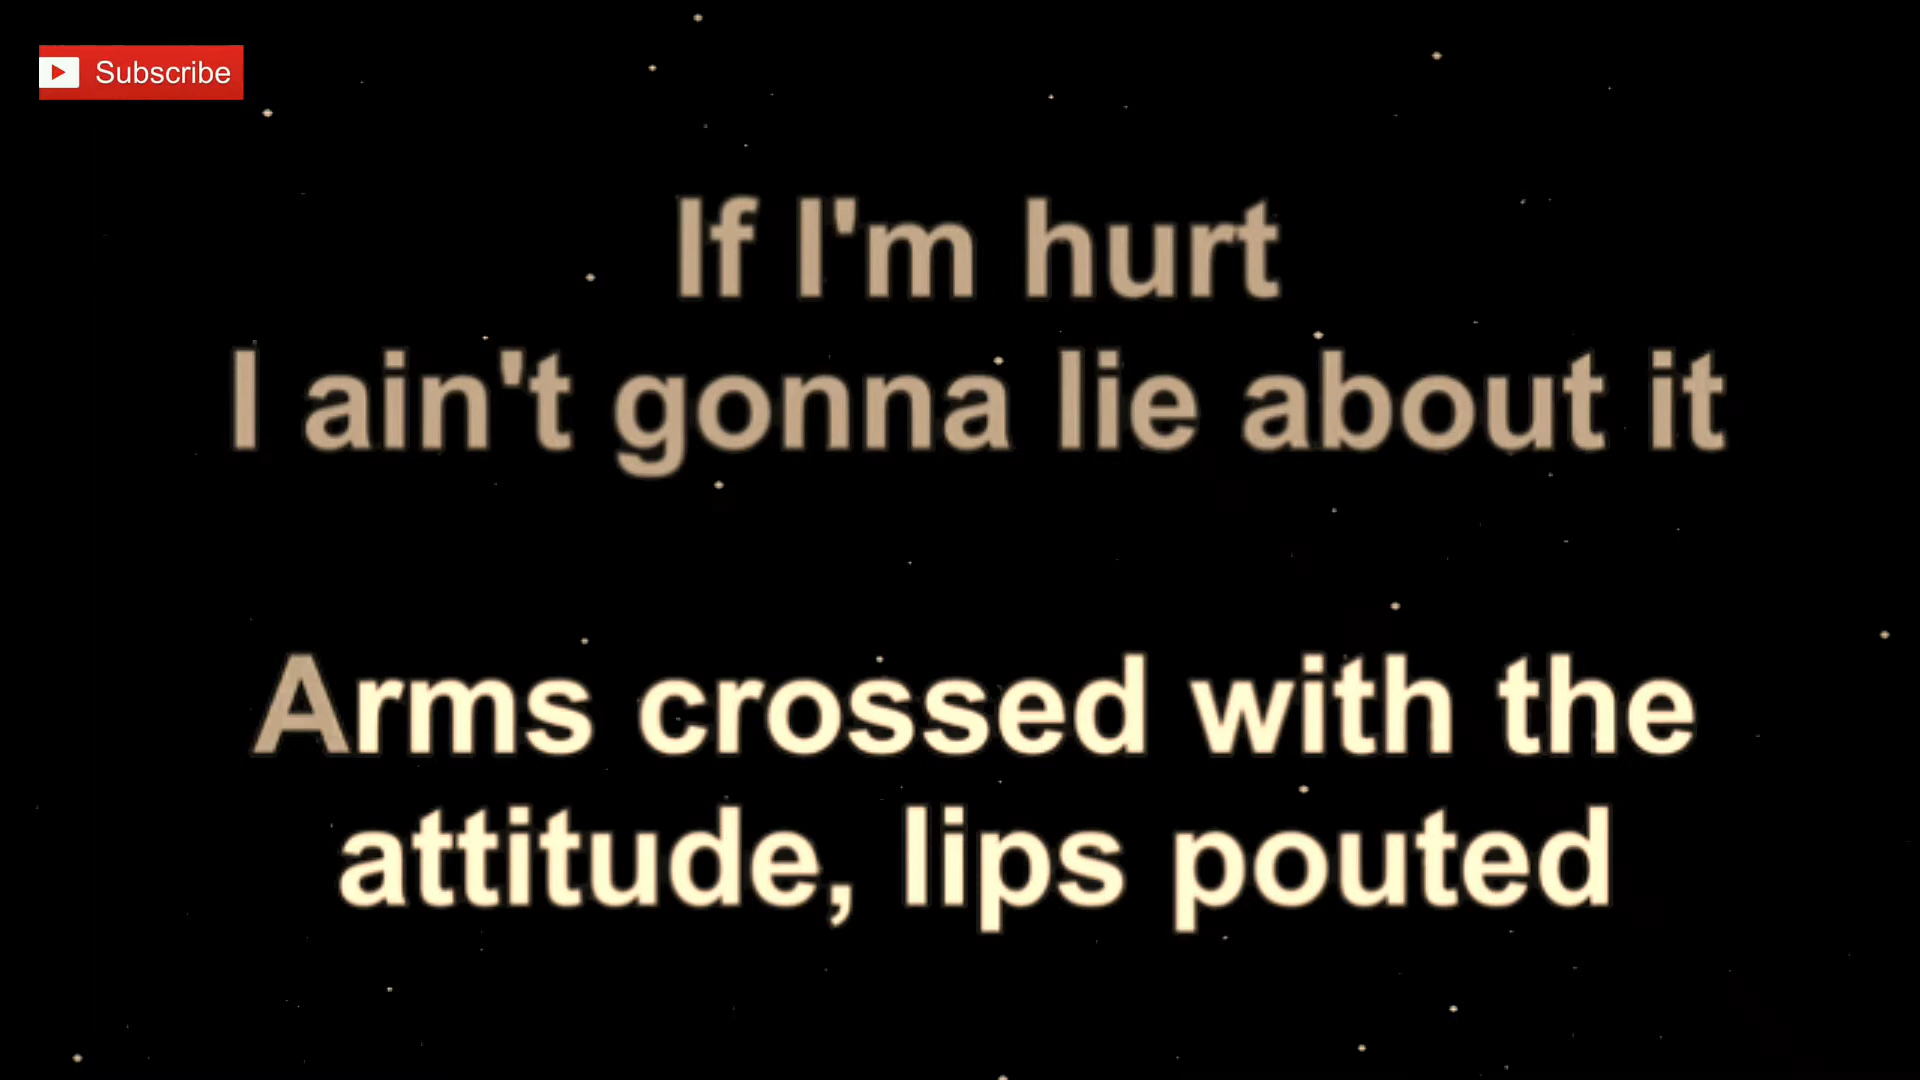 Subscribe
If I'm hurt
I ain't gonna lie about it
Arms crossed with the
attitude, lips pouted